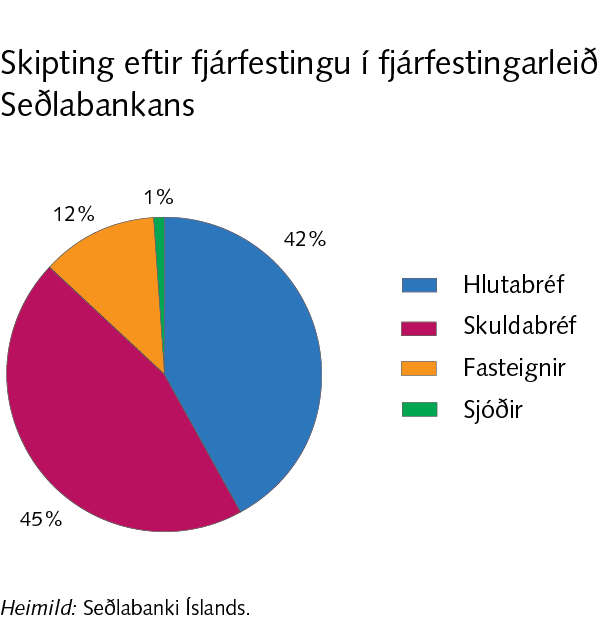 Skipting eftir fjárfestingu í fjárfestingarleið
Seðlabankans
1%
12%
42%
Hlutabréf
Skuldabréf
Fasteignir
Sjóðir
45%
Heimild: Seðlabanki Íslands.